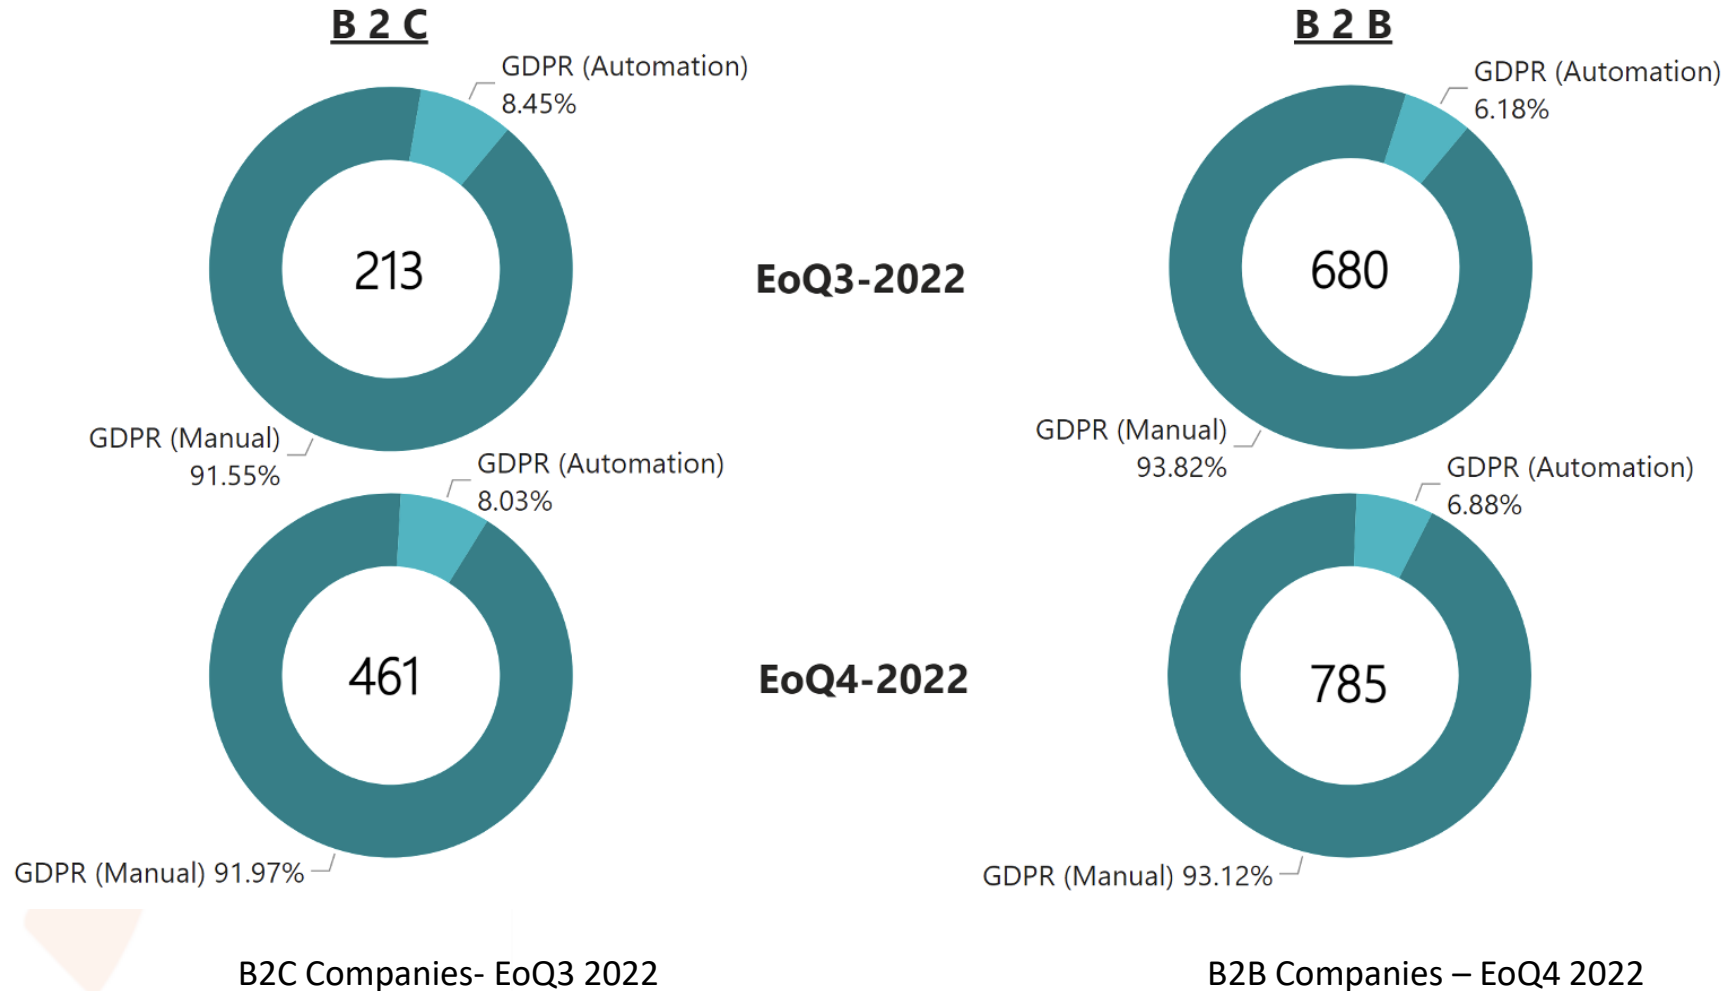 B 2 C
B 2 B
GDPR (Automation)
8.45%
GDPR (Automation)
6.18%
213
EoQ3-2022
680
GDPR (Manual)
91.55%
GDPR (Manual)
93.82%
GDPR (Automation)
8.03%
GDPR (Automation)
6.88%
461
EoQ4-2022
785
GDPR (Manual) 91.97%
GDPR (Manual) 93.12%
B2C Companies- EoQ3 2022
B2B Companies – EoQ4 2022